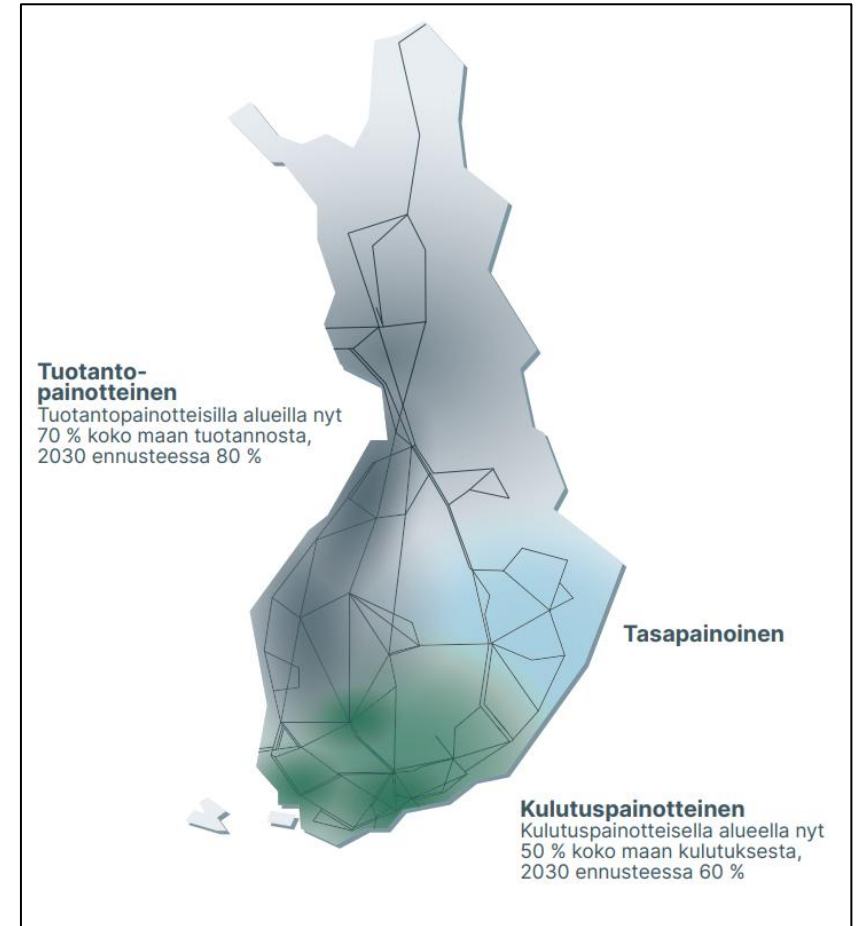 Tuotanto-
painotteinen
Tuotantopainotteisilla alueilla nyt
70 % koko maan tuotannosta,
2030 ennusteessa 80 %
Tasapainoinen
Kulutuspainotteinen
Kulutuspainotteisella alueella nyt
50 % koko maan kulutuksesta,
2030 ennusteessa 60 %